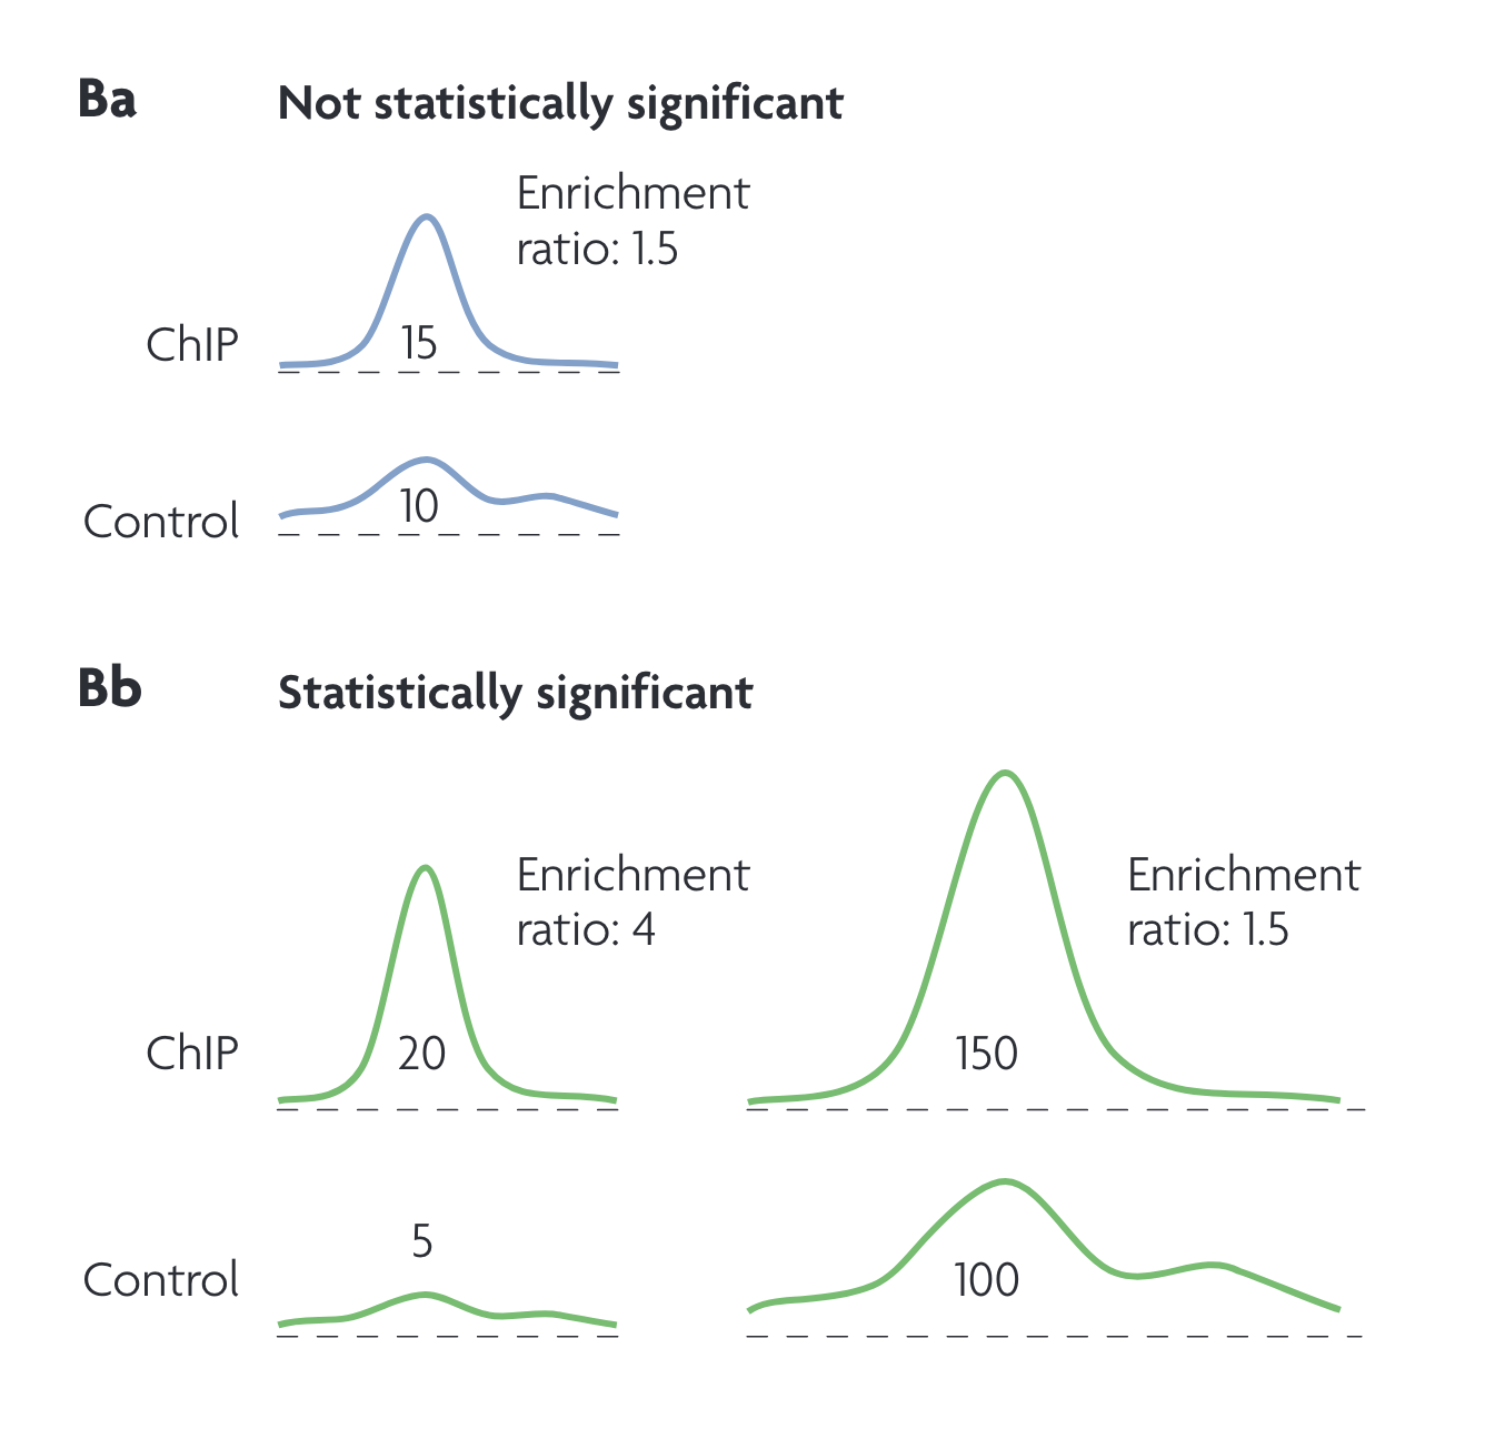 Ba Not statistically significant
Enrichment
ratio: 1.5
ChIP 15
Control 10
Bb Statistically significant
Enrichment
ratio: 4
Enrichment
ratio: 1.5
ChIP 20 150
5
Control 100